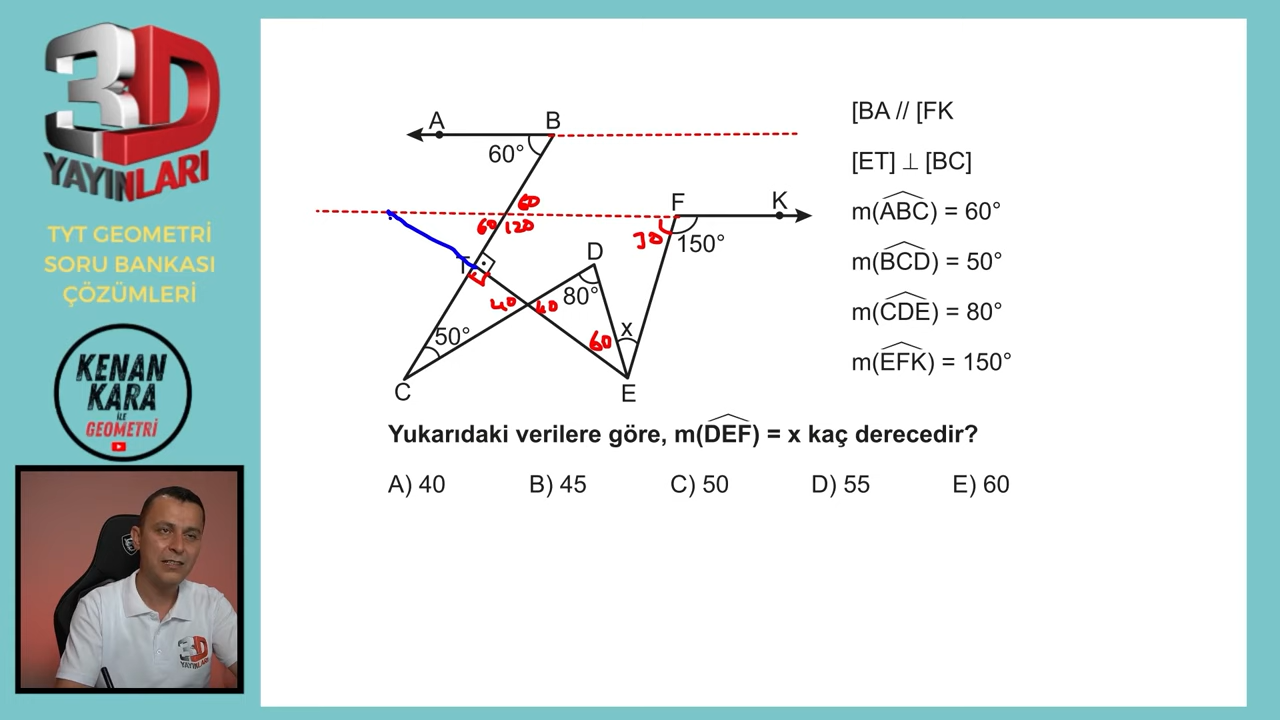 3D
YAYINLARI
TYT GEOMETRİ
SORU BANKASI
ÇÖZÜMLERİ
KENAN
KARA
İLE
GEOMETRİ
3D
YAYINLARI
A
B
60°
60
60
120
F
K
30
150°
T
D
80°
40
40
50°
60
x
C
E
[BA // [FK
[ET] ⊥ [BC]
m(ABC) = 60°
m(BCD) = 50°
m(CDE) = 80°
m(EFK) = 150°
Yukarıdaki verilere göre, m(DEF) = x kaç derecedir?
A) 40 B) 45 C) 50 D) 55 E) 60